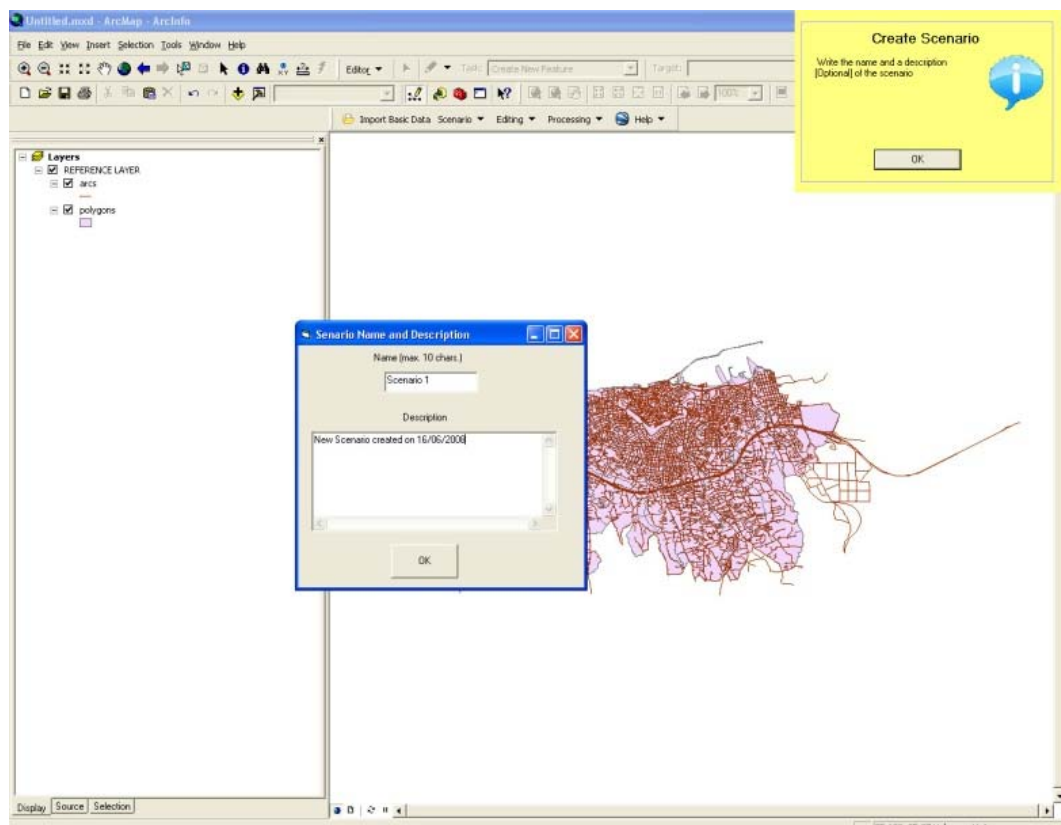 Untitled.mxd - ArcMap - ArcInfo
File Edit View Insert Selection Tools Window Help
Editor Task: Create New Feature Target:
100%
Import Basic Data Scenario Editing Processing Help
Create Scenario
Write the name and a description
[Optional] of the scenario
OK
Layers
REFERENCE LAYER
arcs
polygons
Senario Name and Description
Name (max. 10 chars.)
Scenario 1
Description
New Scenario created on 16/06/2008
OK
Display Source Selection